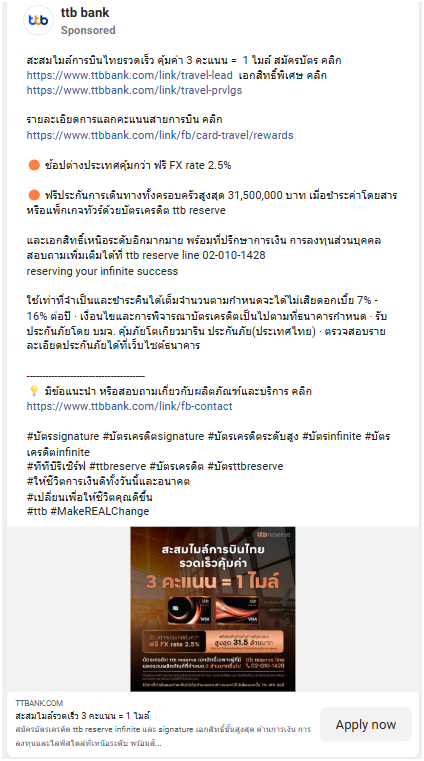 ttb
ttb bank
Sponsored
สะสมไมล์การบินไทยรวดเร็ว คุ้มค่า 3 คะแนน = 1 ไมล์ สมัครบัตร คลิก
https://www.ttbbank.com/link/travel-lead เอกสิทธิ์พิเศษ คลิก
https://www.ttbbank.com/link/travel-prvlgs
รายละเอียดการแลกคะแนนสายการบิน คลิก
https://www.ttbbank.com/link/fb/card-travel/rewards
🟠 ช้อปต่างประเทศคุ้มกว่า ฟรี FX rate 2.5%
🟠 ฟรีประกันการเดินทางทั้งครอบครัวสูงสุด 31,500,000 บาท เมื่อชำระค่าโดยสาร
หรือแพ็กเกจทัวร์ด้วยบัตรเครดิต ttb reserve
และเอกสิทธิ์เหนือระดับอีกมากมาย พร้อมที่ปรึกษาการเงิน การลงทุนส่วนบุคคล
สอบถามเพิ่มเติมได้ที่ ttb reserve line 02-010-1428
reserving your infinite success
ใช้เท่าที่จำเป็นและชำระคืนได้เต็มจำนวนตามกำหนดจะได้ไม่เสียดอกเบี้ย 7% -
16% ต่อปี · เงื่อนไขและการพิจารณาบัตรเครดิตเป็นไปตามที่ธนาคารกำหนด · รับ
ประกันภัยโดย บมจ. คุ้มภัยโตเกียวมาริน ประกันภัย(ประเทศไทย) · ตรวจสอบราย
ละเอียดประกันภัยได้ที่เว็บไซต์ธนาคาร
-------------------------------------
💡 มีข้อแนะนำ หรือสอบถามเกี่ยวกับผลิตภัณฑ์และบริการ คลิก
https://www.ttbbank.com/link/fb-contact
#บัตรsignature #บัตรเครดิตsignature #บัตรเครดิตระดับสูง #บัตรinfinite #บัตร
เครดิตinfinite
#ทีทีบีรีเซิร์ฟ #ttbreserve #บัตรเครดิต #บัตรttbreserve
#ให้ชีวิตการเงินดีทั้งวันนี้และอนาคต
#เปลี่ยนเพื่อให้ชีวิตคุณดีขึ้น
#ttb #MakeREALChange
ttb reserve
สะสมไมล์การบินไทย
รวดเร็วคุ้มค่า
3 คะแนน = 1 ไมล์
VISA
VISA
ฟรี FX rate 2.5%
สูงสุด 31.5 ล้านบาท
บัตรเครดิต ttb reserve เอกสิทธิ์เฉพาะผู้ที่มี
ttb reserve line
02-010-1428
TTBBANK.COM
สะสมไมล์รวดเร็ว 3 คะแนน = 1 ไมล์
สมัครบัตรเครดิต ttb reserve infinite และ signature เอกสิทธิ์ขั้นสูงสุด ด้านการเงิน การ
ลงทุนและไลฟ์สไตล์ที่เหนือระดับ พร้อมสิ...
Apply now